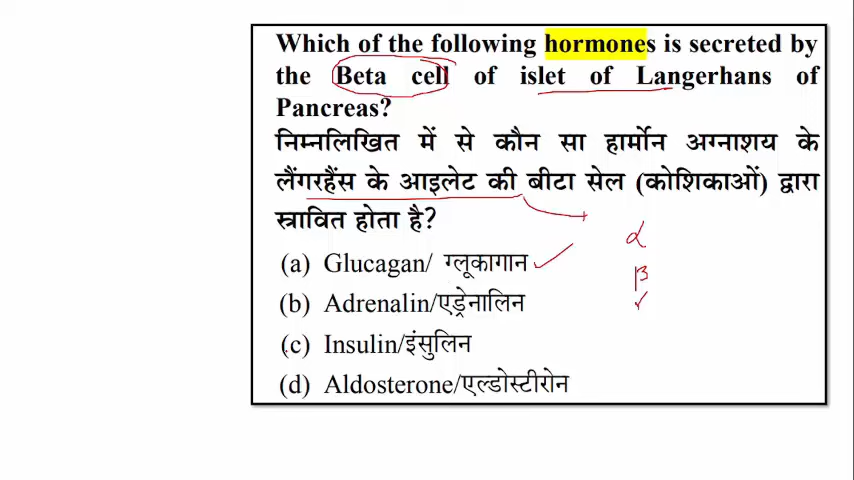 Which of the following hormones is secreted by
the Beta cell of islet of Langerhans of
Pancreas?
निम्नलिखित में से कौन सा हार्मोन अग्नाशय के
लैंगरहैंस के आइलेट की बीटा सेल (कोशिकाओं) द्वारा
स्त्रावित होता है?
(a) Glucagan/ ग्लूकागान
(b) Adrenalin/एड्रेनालिन
(c) Insulin/इंसुलिन
(d) Aldosterone/एल्डोस्टीरोन
α
β